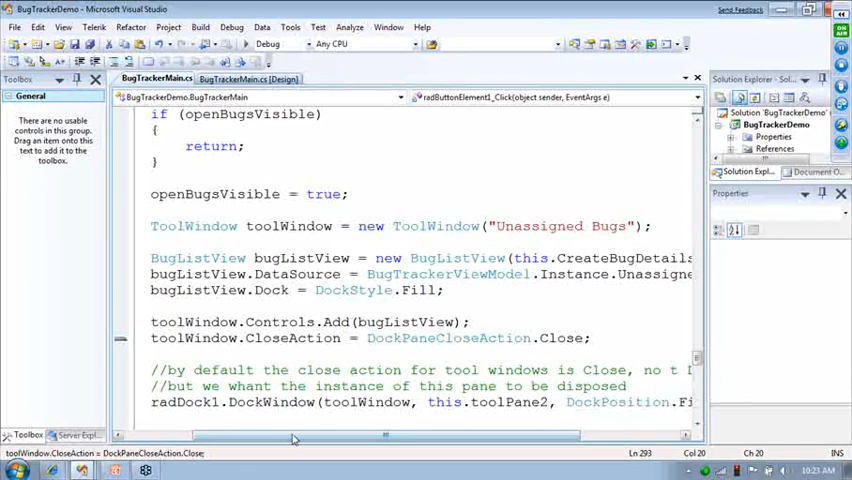 BugTrackerDemo - Microsoft Visual Studio
Send Feedback
File Edit View Telerik Refactor Project Build Debug Data Tools Test Analyze Window Community Help
Debug Any CPU
ON AIR
Toolbox
General
There are no usable
controls in this group.
Drag an item onto this
text to add it to the
toolbox.
Toolbox Server Expl...
BugTrackerMain.cs BugTrackerMain.cs [Design]
BugTrackerDemo.BugTrackerMain radButtonElement1_Click(object sender, EventArgs e)
if (openBugsVisible)
{
return;
}
openBugsVisible = true;
ToolWindow toolWindow = new ToolWindow("Unassigned Bugs");
BugListView bugListView = new BugListView(this.CreateBugDetails
bugListView.DataSource = BugTrackerViewModel.Instance.Unassigne
bugListView.Dock = DockStyle.Fill;
toolWindow.Controls.Add(bugListView);
toolWindow.CloseAction = DockPaneCloseAction.Close;
//by default the close action for tool windows is Close, no t D
//but we whant the instance of this pane to be disposed
radDock1.DockWindow(toolWindow, this.toolPane2, DockPosition.Fi
Solution Explorer - Solution...
Solution 'BugTrackerDemo'
BugTrackerDemo
Properties
References
Solution Expl... Document O...
Properties
toolWindow.CloseAction = DockPaneCloseAction.Close;
Ln 293 Col 20 Ch 20 INS
10:23 AM